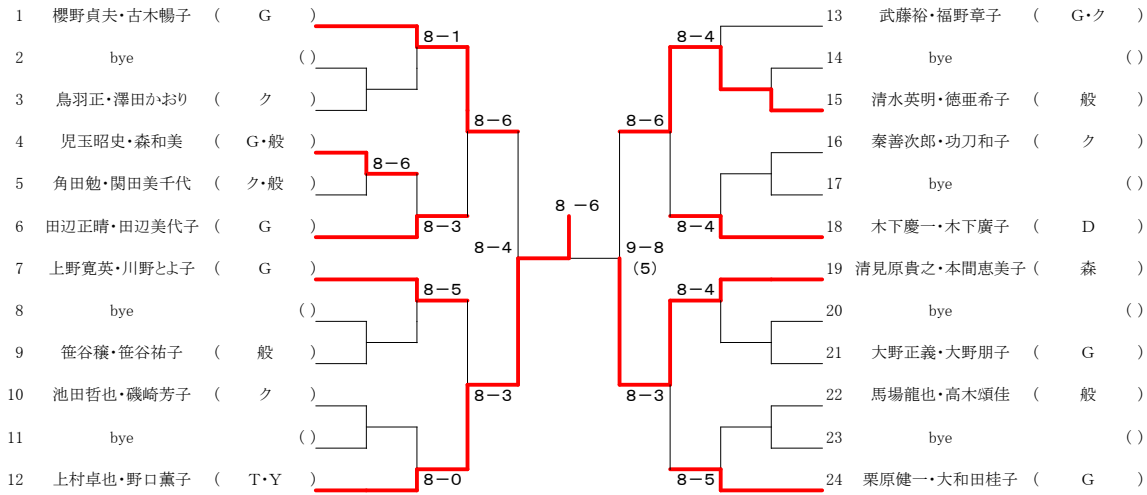 1 櫻野貞夫・古木暢子 ( G )
2 bye ( )
3 鳥羽正・澤田かおり ( ク )
4 児玉昭史・森和美 ( G・般 )
5 角田勉・関田美千代 ( ク・般 )
6 田辺正晴・田辺美代子 ( G )
7 上野寛英・川野とよ子 ( G )
8 bye ( )
9 笹谷穣・笹谷祐子 ( 般 )
10 池田哲也・磯崎芳子 ( ク )
11 bye ( )
12 上村卓也・野口薫子 ( T・Y )
8-1
8-6
8-6
8-3
8-4
8-5
8-3
8-0
8 -6
8-4
8-6
8-4
9-8
(5)
8-4
8-3
8-5
13 武藤裕・福野章子 ( G・ク )
14 bye ( )
15 清水英明・徳亜希子 ( 般 )
16 秦善次郎・功刀和子 ( ク )
17 bye ( )
18 木下慶一・木下廣子 ( D )
19 清見原貴之・本間恵美子 ( 森 )
20 bye ( )
21 大野正義・大野朋子 ( G )
22 馬場龍也・高木頌佳 ( 般 )
23 bye ( )
24 栗原健一・大和田桂子 ( G )